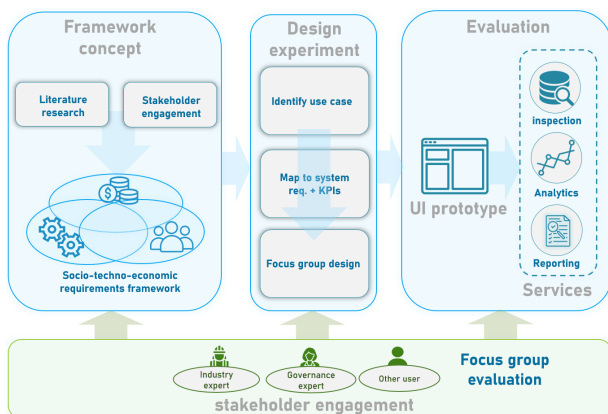 Framework
concept
Literature
research
Stakeholder
engagement
$
Socio-techno-economic
requirements framework
Design
experiment
Identify use case
Map to system
req. + KPIs
Focus group design
Evaluation
UI prototype
inspection
Analytics
Reporting
Services
Industry
expert
Governance
expert
Other user
Focus group
evaluation
stakeholder engagement